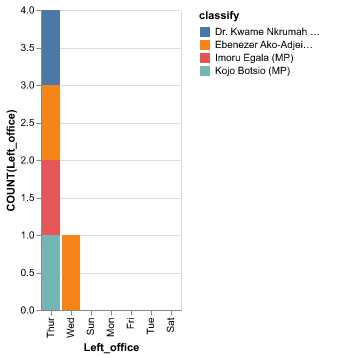 4.0
3.5
3.0
2.5
2.0
1.5
1.0
0.5
0.0
COUNT(Left_office)
Thur
Wed
Sun
Mon
Fri
Tue
Sat
Left_office
classify
Dr. Kwame Nkrumah …
Ebenezer Ako-Adjei…
Imoru Egala (MP)
Kojo Botsio (MP)